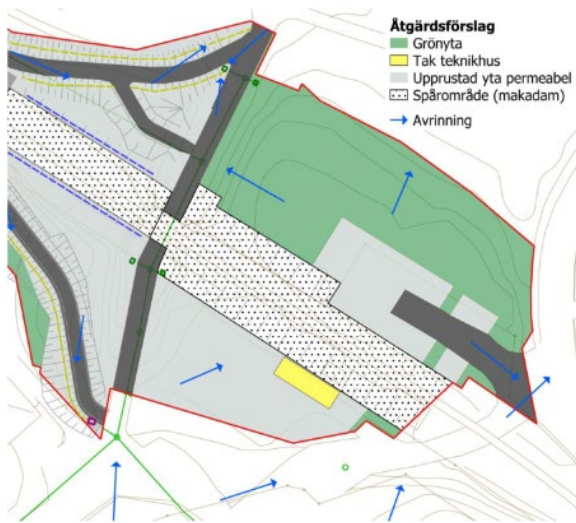 Åtgärdsförslag
Grönyta
Tak teknikhus
Upprustad yta permeabel
Spårområde (makadam)
Avrinning